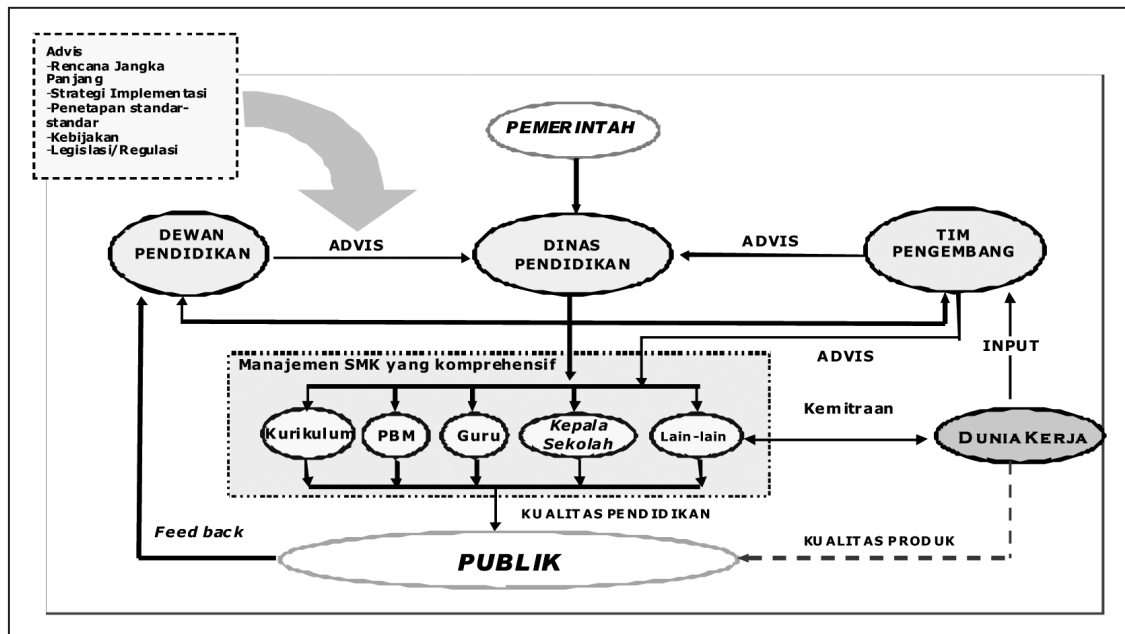 Advis
-Rencana Jangka
Panjang
-Strategi Implementasi
-Penetapan standar-
standar
-Kebijakan
-Legislasi/Regulasi
PEMERINTAH
DEWAN
PENDIDIKAN
ADVIS
DINAS
PENDIDIKAN
ADVIS
TIM
PENGEMBANG
ADVIS
INPUT
Manajemen SMK yang komprehensif
Kurikulum
PBM
Guru
Kepala
Sekolah
Lain-lain
Kemitraan
DUNIA KERJA
KUALITAS PENDIDIKAN
Feed back
PUBLIK
KUALITAS PRODUK